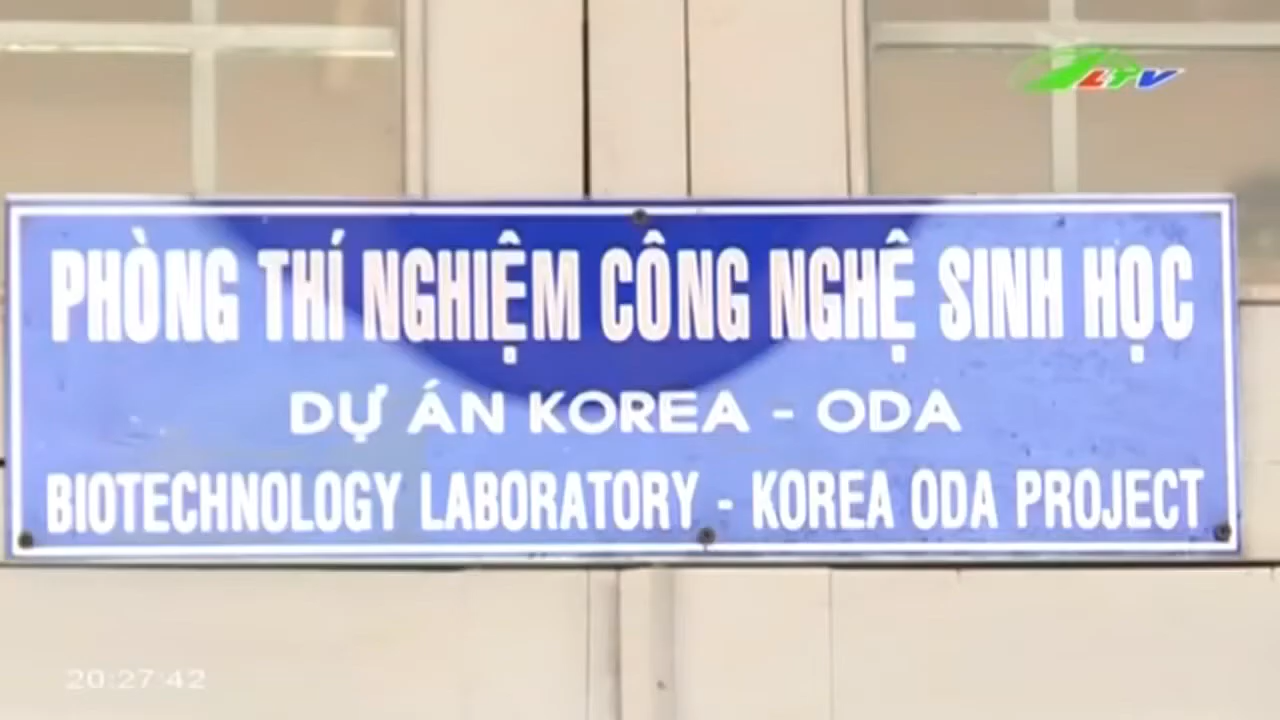 LTV
PHÒNG THÍ NGHIỆM CÔNG NGHỆ SINH HỌC
DỰ ÁN KOREA - ODA
BIOTECHNOLOGY LABORATORY - KOREA ODA PROJECT
20:27:42